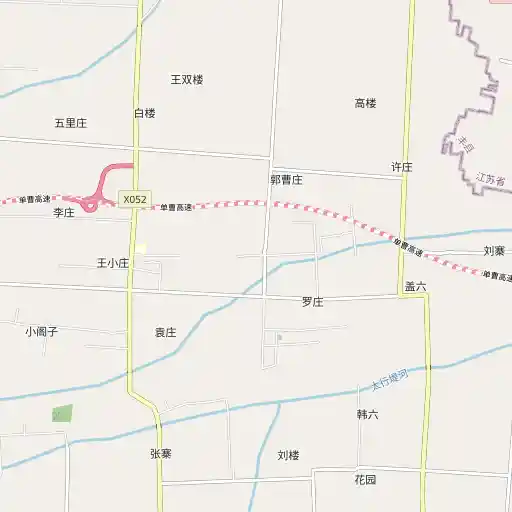 王双楼
高楼
白楼
五里庄
丰县
许庄
江苏省
郭曹庄
单曹高速
X052
单曹高速
李庄
单曹高速
刘寨
王小庄
单曹高速
盖六
罗庄
小阁子
袁庄
太行堤河
韩六
张寨
刘楼
花园